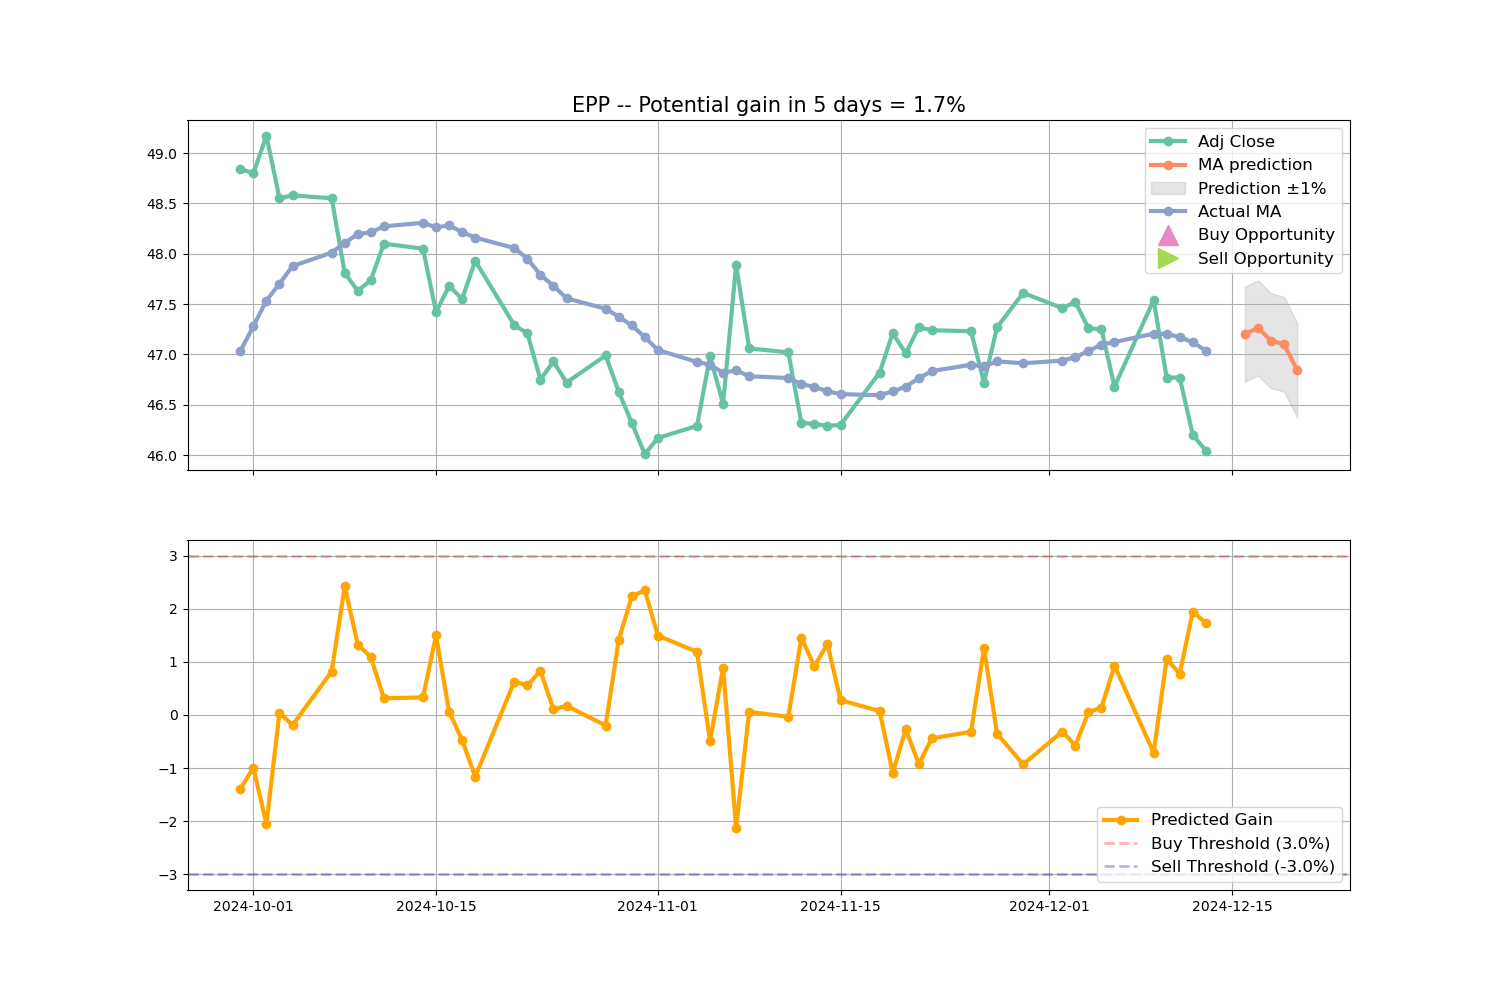 EPP -- Potential gain in 5 days = 1.7%
49.0
48.5
48.0
47.5
47.0
46.5
46.0
Adj Close
MA prediction
Prediction ±1%
Actual MA
Buy Opportunity
Sell Opportunity
3
2
1
0
−1
−2
−3
Predicted Gain
Buy Threshold (3.0%)
Sell Threshold (-3.0%)
2024-10-01
2024-10-15
2024-11-01
2024-11-15
2024-12-01
2024-12-15